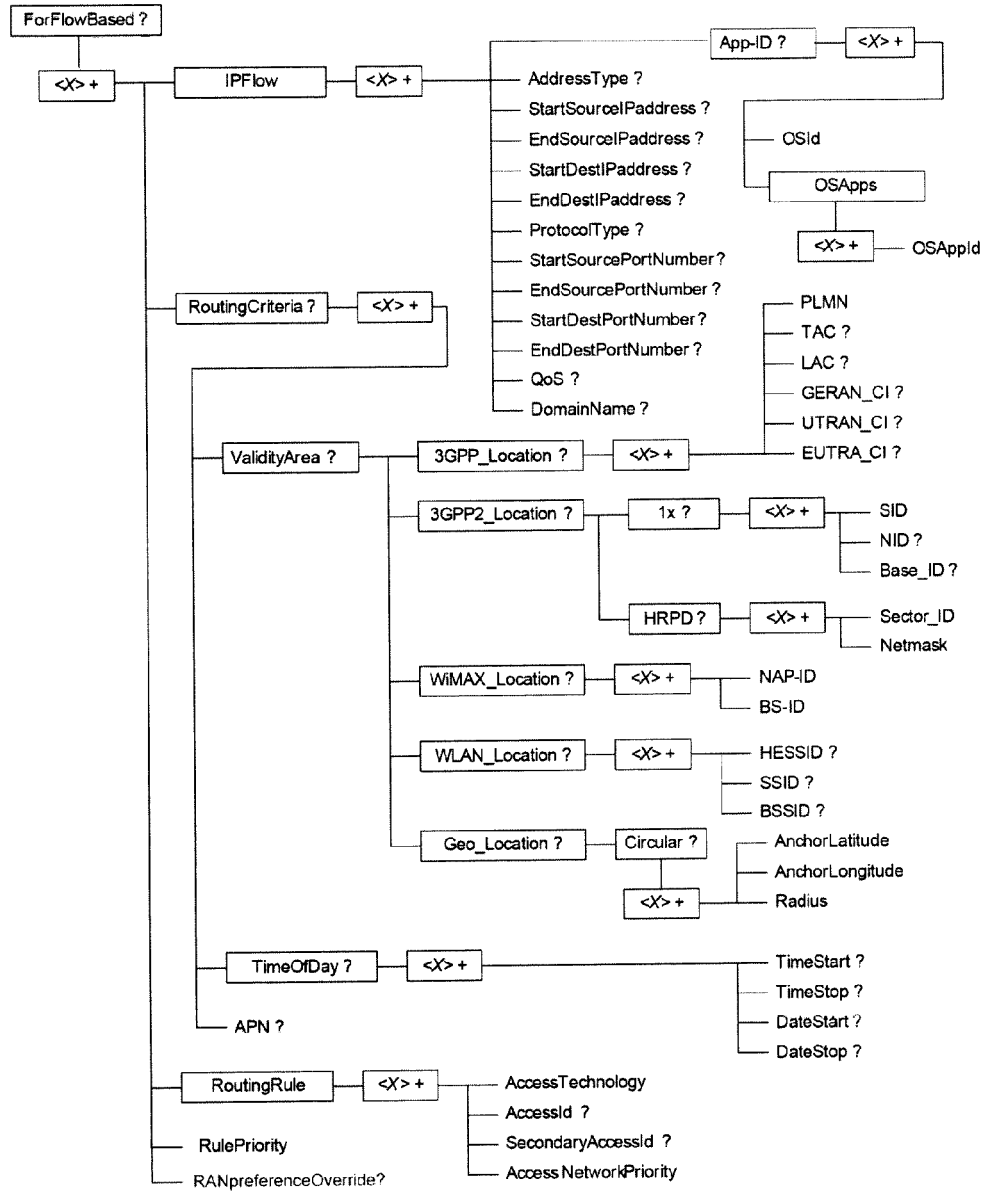 ForFlowBased ?
<X> +
IPFlow
<X> +
App-ID ?
<X> +
AddressType ?
StartSourceIPaddress ?
EndSourceIPaddress ?
StartDestIPaddress ?
EndDestIPaddress ?
ProtocolType ?
StartSourcePortNumber ?
EndSourcePortNumber ?
StartDestPortNumber ?
EndDestPortNumber ?
QoS ?
DomainName ?
OSId
OSApps
<X> +
OSAppId
RoutingCriteria ?
<X> +
ValidityArea ?
3GPP_Location ?
<X> +
PLMN
TAC ?
LAC ?
GERAN_CI ?
UTRAN_CI ?
EUTRA_CI ?
3GPP2_Location ?
1x ?
<X> +
SID
NID ?
Base_ID ?
HRPD ?
<X> +
Sector_ID
Netmask
WiMAX_Location ?
<X> +
NAP-ID
BS-ID
WLAN_Location ?
<X> +
HESSID ?
SSID ?
BSSID ?
Geo_Location ?
Circular ?
<X> +
AnchorLatitude
AnchorLongitude
Radius
TimeOfDay ?
<X> +
TimeStart ?
TimeStop ?
DateStart ?
DateStop ?
APN ?
RoutingRule
<X> +
AccessTechnology
AccessId ?
SecondaryAccessId ?
AccessNetworkPriority
RulePriority
RANpreferenceOverride?